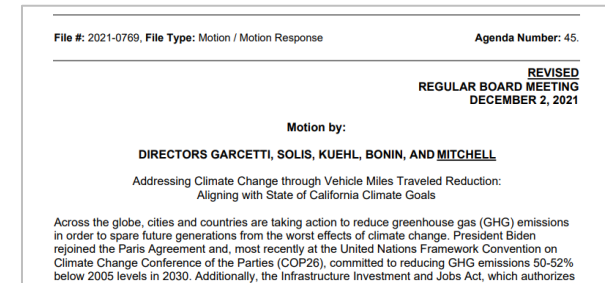 File #: 2021-0769, File Type: Motion / Motion Response Agenda Number: 45.
REVISED
REGULAR BOARD MEETING
DECEMBER 2, 2021
Motion by:
DIRECTORS GARCETTI, SOLIS, KUEHL, BONIN, AND MITCHELL
Addressing Climate Change through Vehicle Miles Traveled Reduction:
Aligning with State of California Climate Goals
Across the globe, cities and countries are taking action to reduce greenhouse gas (GHG) emissions
in order to spare future generations from the worst effects of climate change. President Biden
rejoined the Paris Agreement and, most recently at the United Nations Framework Convention on
Climate Change Conference of the Parties (COP26), committed to reducing GHG emissions 50-52%
below 2005 levels in 2030. Additionally, the Infrastructure Investment and Jobs Act, which authorizes